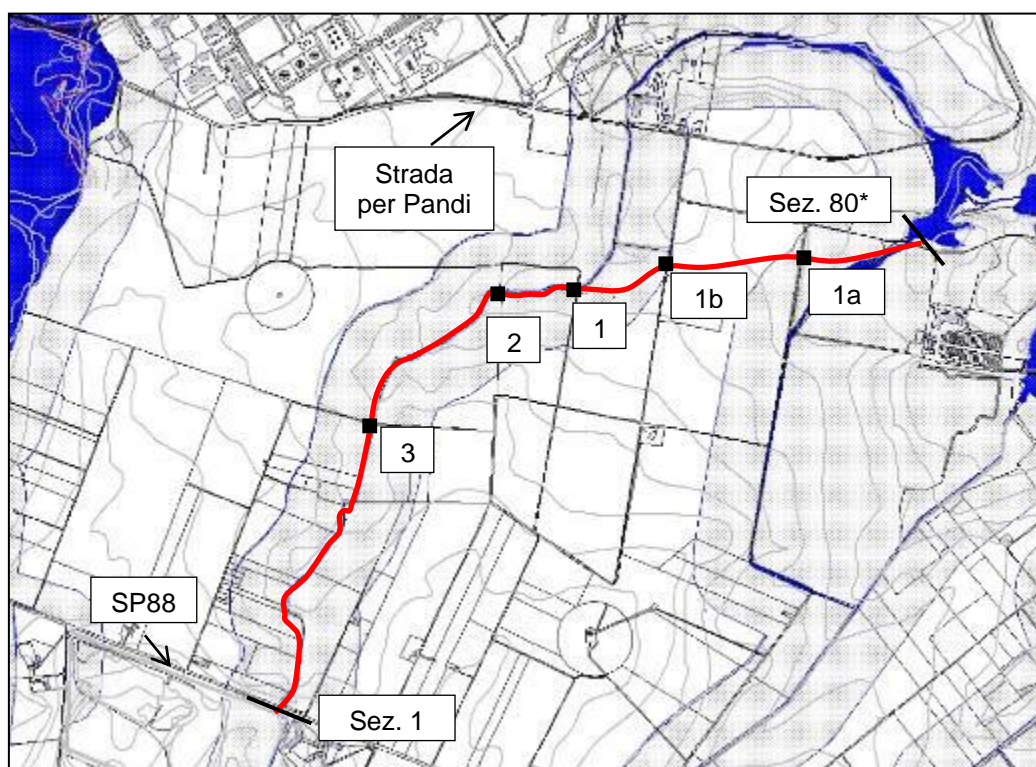 Strada
per Pandi
Sez. 80*
1b
1a
1
2
3
SP88
Sez. 1